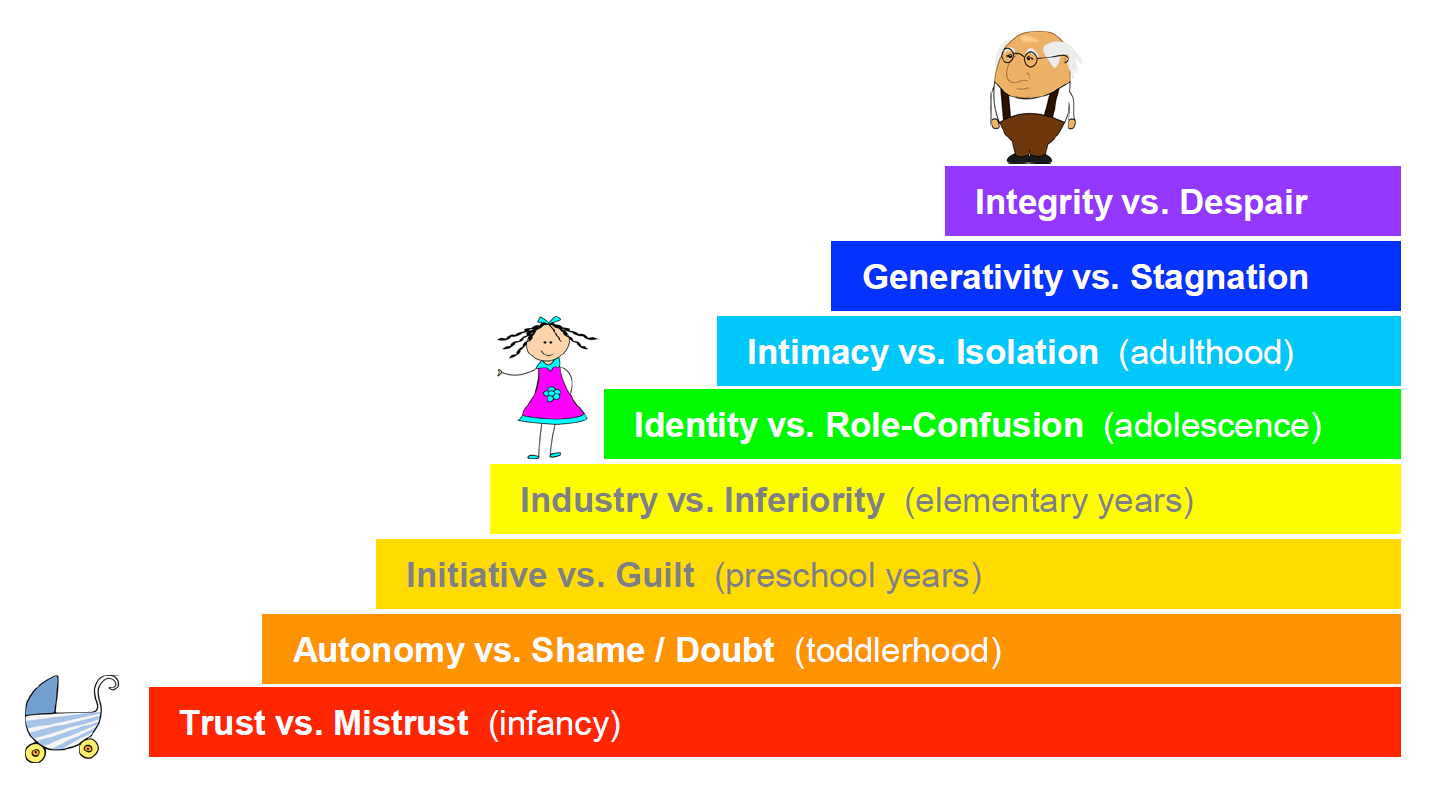 Integrity vs. Despair
Generativity vs. Stagnation
Intimacy vs. Isolation (adulthood)
Identity vs. Role-Confusion (adolescence)
Industry vs. Inferiority (elementary years)
Initiative vs. Guilt (preschool years)
Autonomy vs. Shame / Doubt (toddlerhood)
Trust vs. Mistrust (infancy)